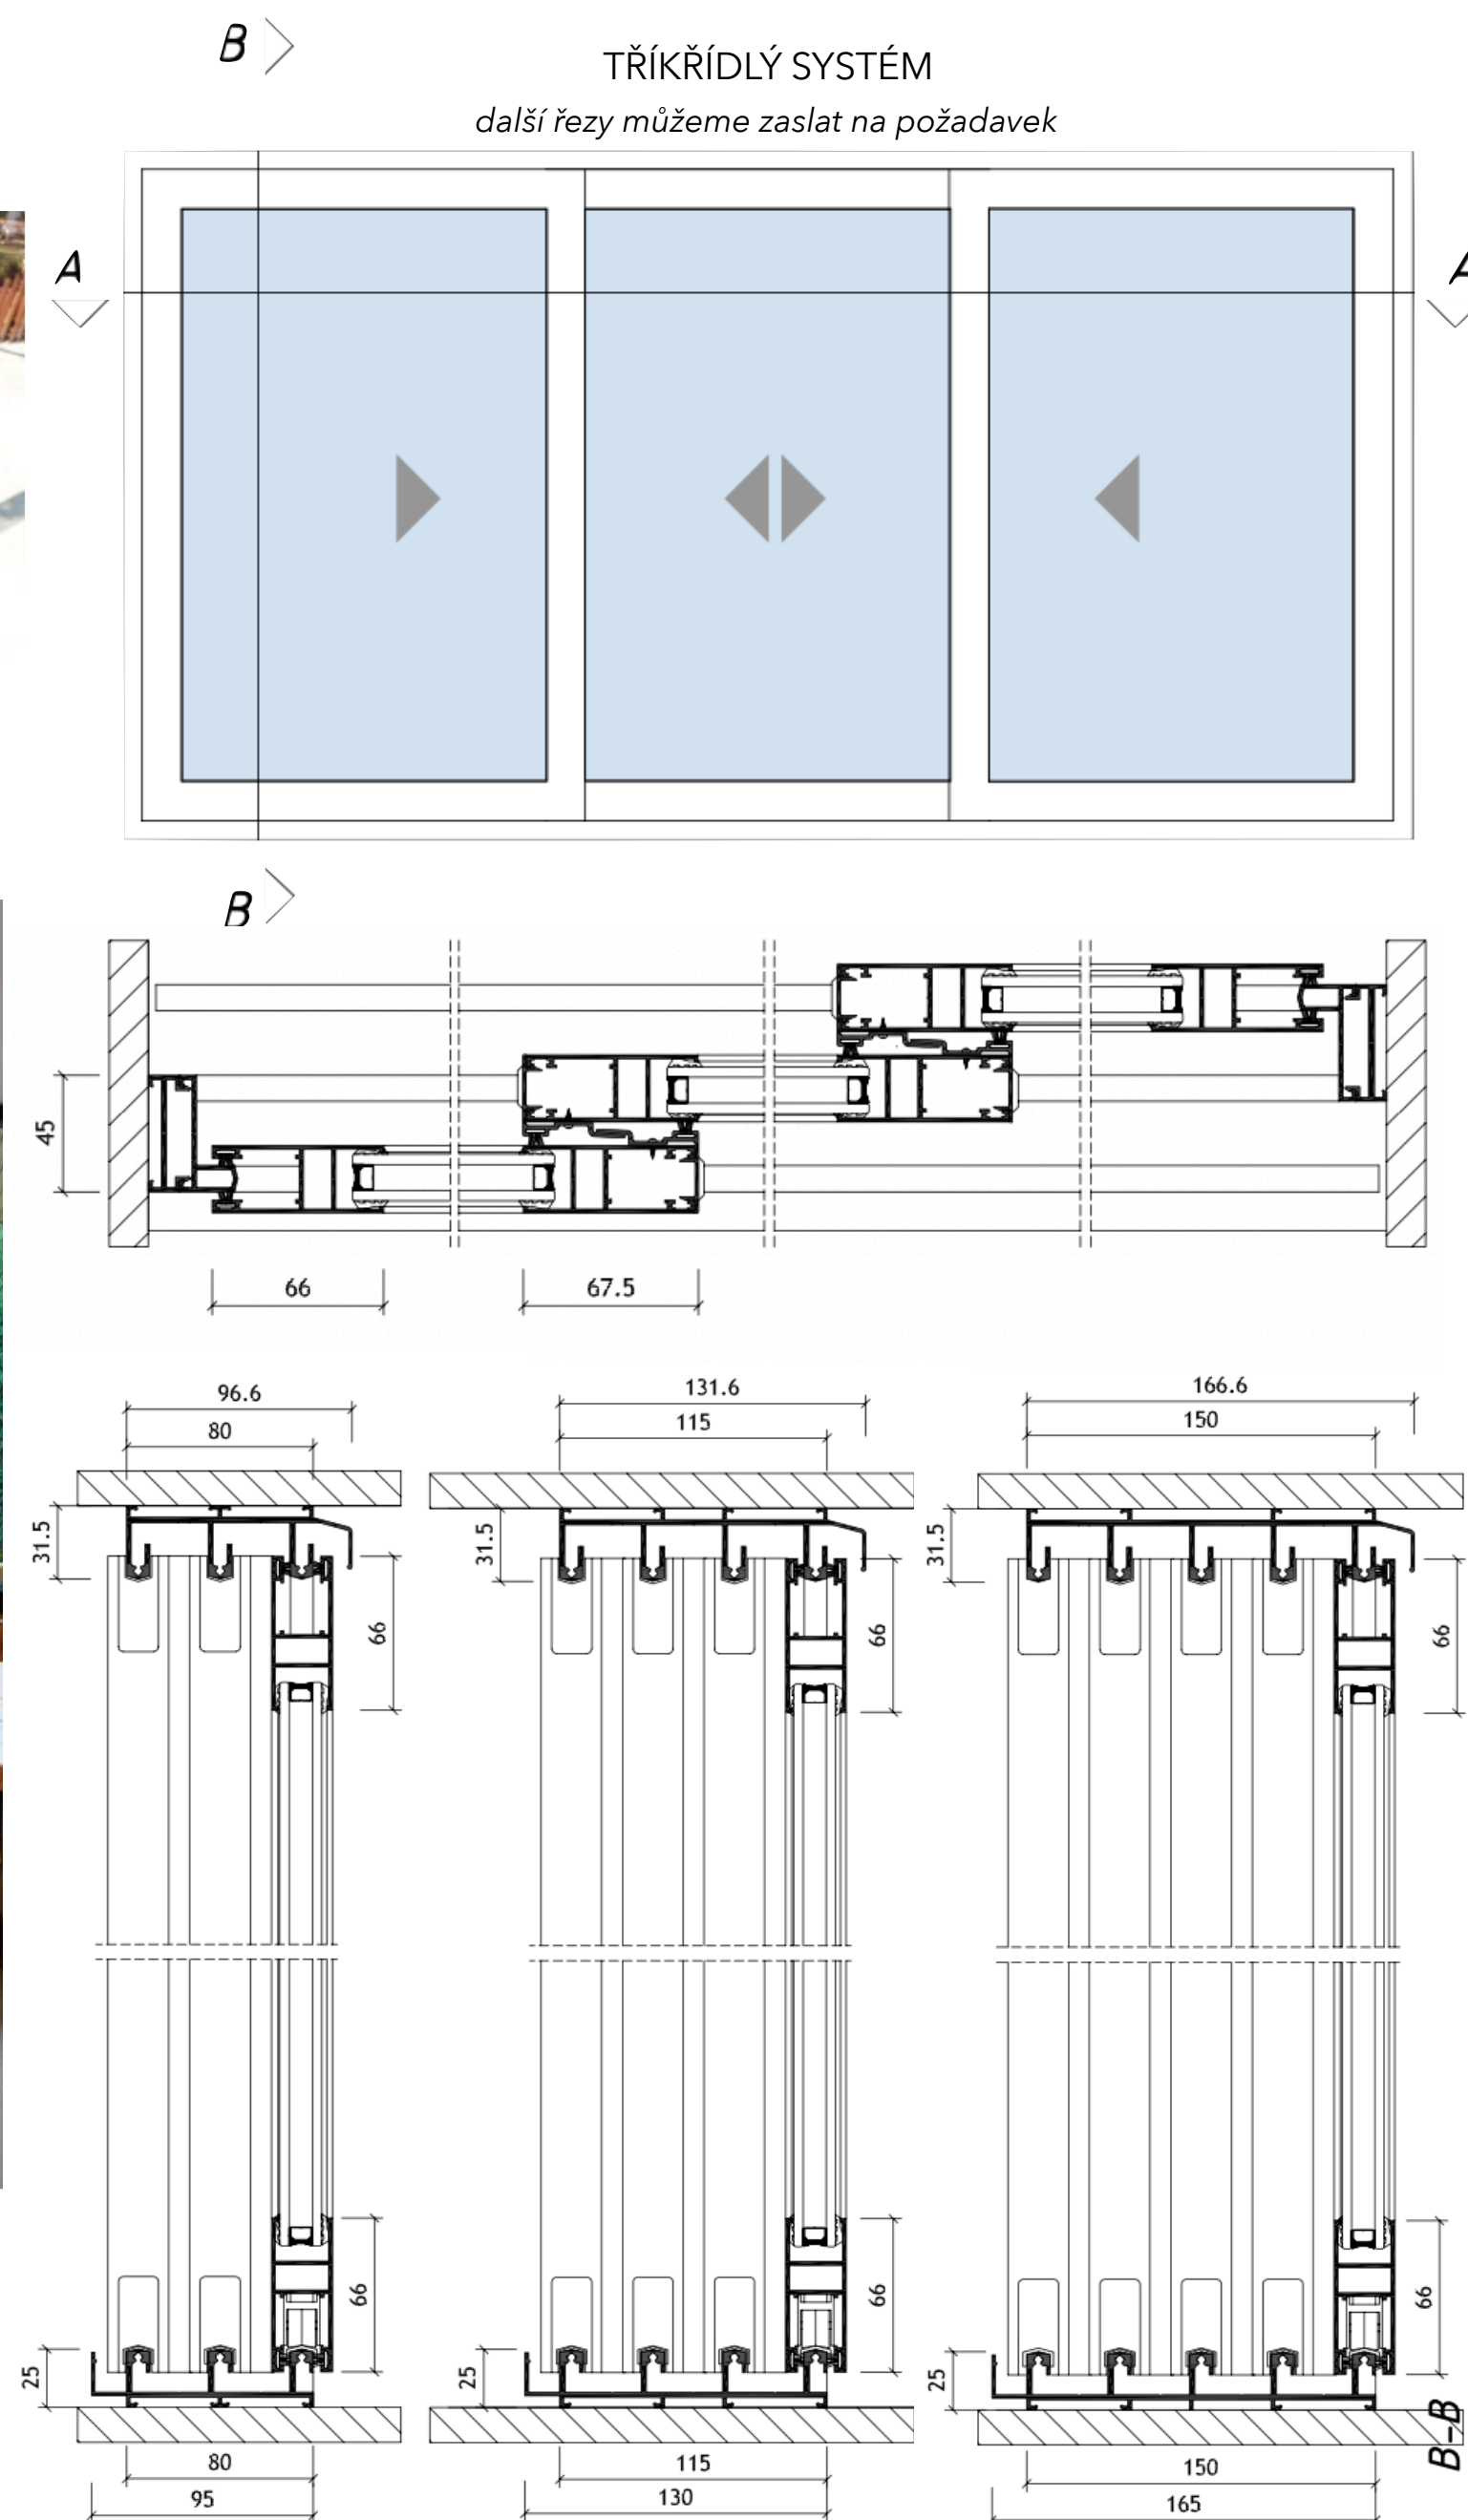 B
TŘÍKŘÍDLÝ SYSTÉM
další řezy můžeme zaslat na požadavek
A A
B
45
66 67.5
96.6 131.6 166.6
80 115 150
31.5 31.5 31.5
66 66 66
66 66 66
25 25 25
B-B
80 115 150
95 130 165